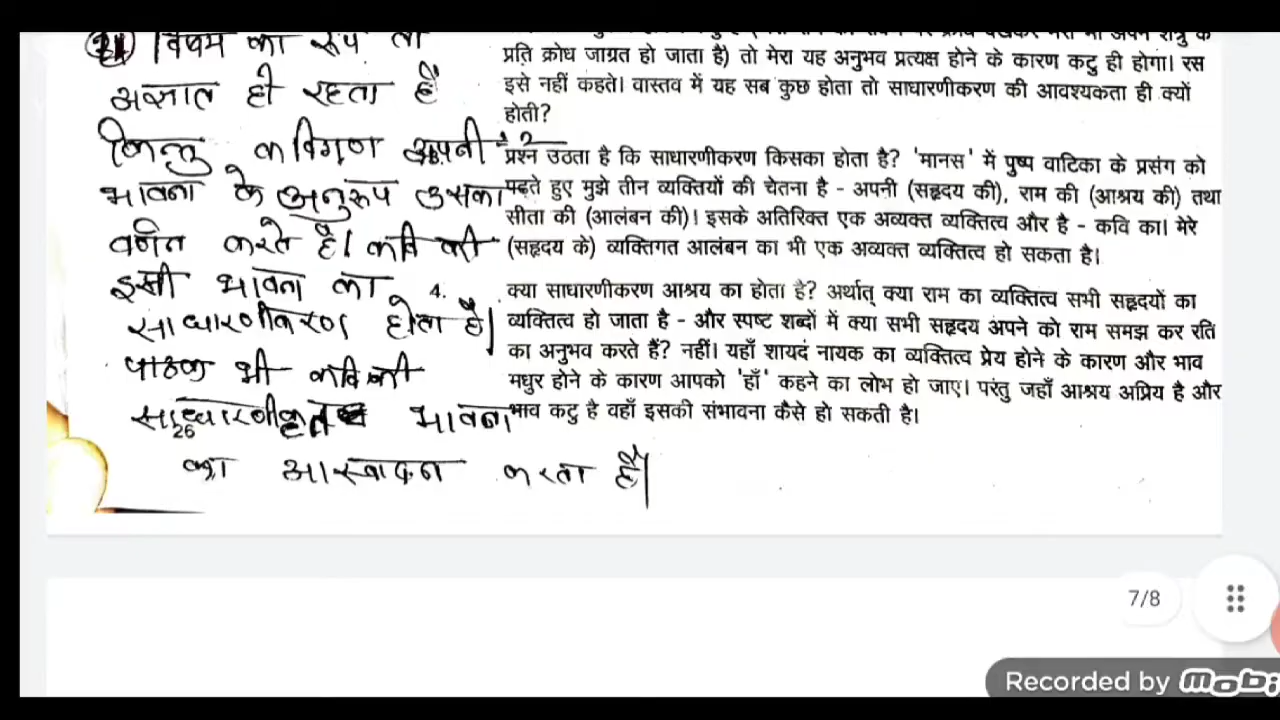 विषम का रूप तो
अज्ञात ही रहता है
किन्तु कविगण अपनी
भावना के अनुरूप उसका
वर्णन करते हैं। कवि की
इसी भावना का
साधारणीकरण होता है।
पाठक भी कवि की
साधारणीकृत भावना
26
का आस्वादन करता है।
प्रति क्रोध जाग्रत हो जाता है) तो मेरा यह अनुभव प्रत्यक्ष होने के कारण कटु ही होगा। रस
इसे नहीं कहते। वास्तव में यह सब कुछ होता तो साधारणीकरण की आवश्यकता ही क्यों
होती?
प्रश्न उठता है कि साधारणीकरण किसका होता है? 'मानस' में पुष्प वाटिका के प्रसंग को
पढ़ते हुए मुझे तीन व्यक्तियों की चेतना है - अपनी (सहृदय की), राम की (आश्रय की) तथा
सीता की (आलंबन की)। इसके अतिरिक्त एक अव्यक्त व्यक्तित्व और है - कवि का। मेरे
(सहृदय के) व्यक्तिगत आलंबन का भी एक अव्यक्त व्यक्तित्व हो सकता है।
4.
क्या साधारणीकरण आश्रय का होता है? अर्थात् क्या राम का व्यक्तित्व सभी सहृदयों का
व्यक्तित्व हो जाता है - और स्पष्ट शब्दों में क्या सभी सहृदय अपने को राम समझ कर रति
का अनुभव करते हैं? नहीं। यहाँ शायद नायक का व्यक्तित्व प्रेय होने के कारण और भाव
मधुर होने के कारण आपको 'हाँ' कहने का लोभ हो जाए। परंतु जहाँ आश्रय अप्रिय है और
भाव कटु है वहाँ इसकी संभावना कैसे हो सकती है।
7/8
Recorded by